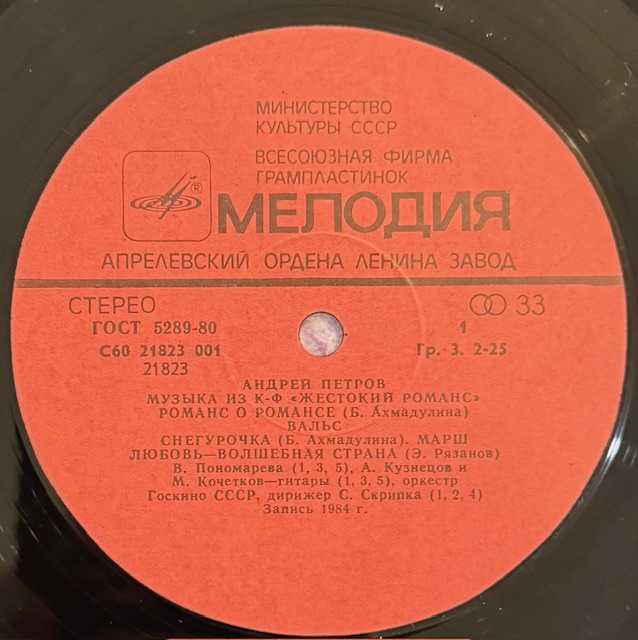 МИНИСТЕРСТВО
КУЛЬТУРЫ СССР
ВСЕСОЮЗНАЯ ФИРМА
ГРАМПЛАСТИНОК
®
МЕЛОДИЯ
АПРЕЛЕВСКИЙ ОРДЕНА ЛЕНИНА ЗАВОД
СТЕРЕО 33
ГОСТ 5289-80 1
С60 21823 001 Гр. 3. 2-25
21823
АНДРЕЙ ПЕТРОВ
МУЗЫКА ИЗ К-Ф «ЖЕСТОКИЙ РОМАНС»
РОМАНС О РОМАНСЕ (Б. Ахмадулина)
ВАЛЬС
СНЕГУРОЧКА (Б. Ахмадулина). МАРШ
ЛЮБОВЬ—ВОЛШЕБНАЯ СТРАНА (Э. Рязанов)
В. Пономарева (1, 3, 5), А. Кузнецов и
М. Кочетков—гитары (1, 3, 5), оркестр
Госкино СССР, дирижер С. Скрипка (1, 2, 4)
Запись 1984 г.